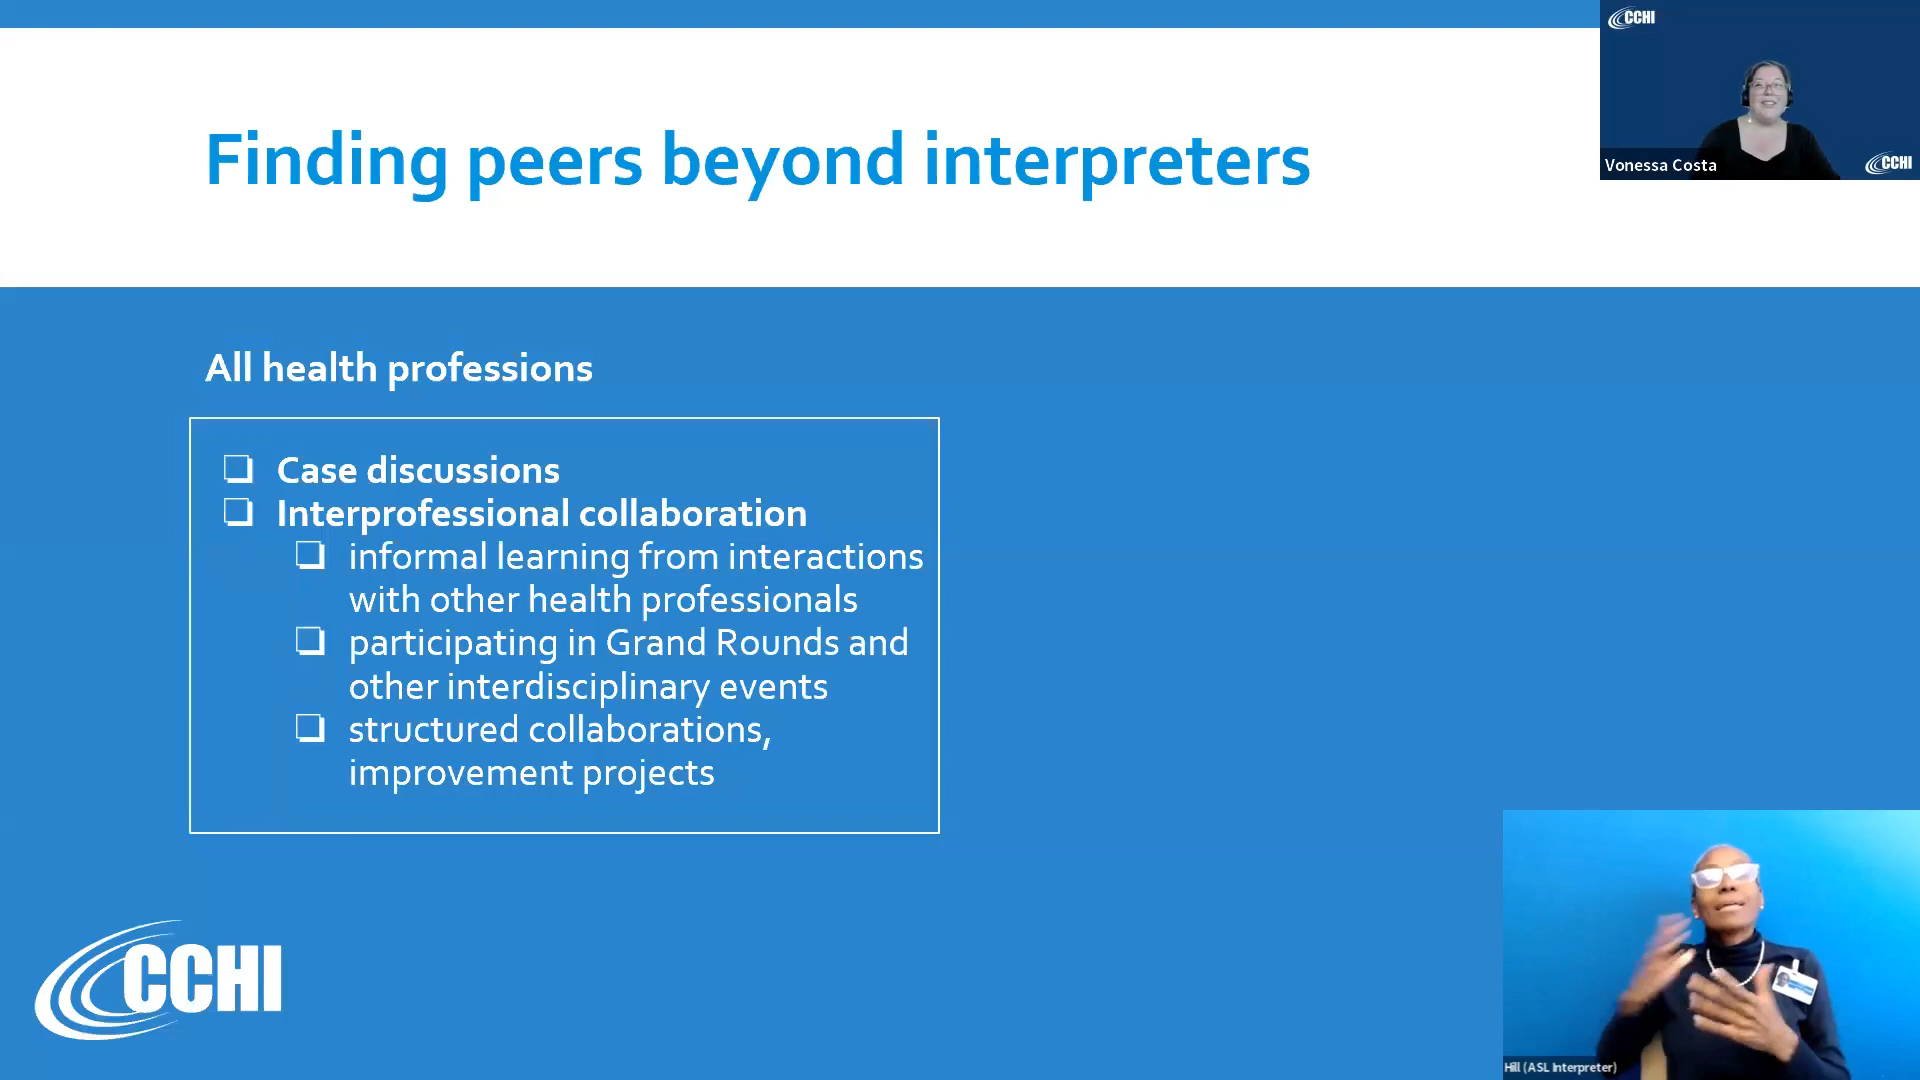 CCHI
Finding peers beyond interpreters
Vonessa Costa
CCHI
All health professions
❏ Case discussions
❏ Interprofessional collaboration
❏ informal learning from interactions
with other health professionals
❏ participating in Grand Rounds and
other interdisciplinary events
❏ structured collaborations,
improvement projects
CCHI
Hill (ASL Interpreter)